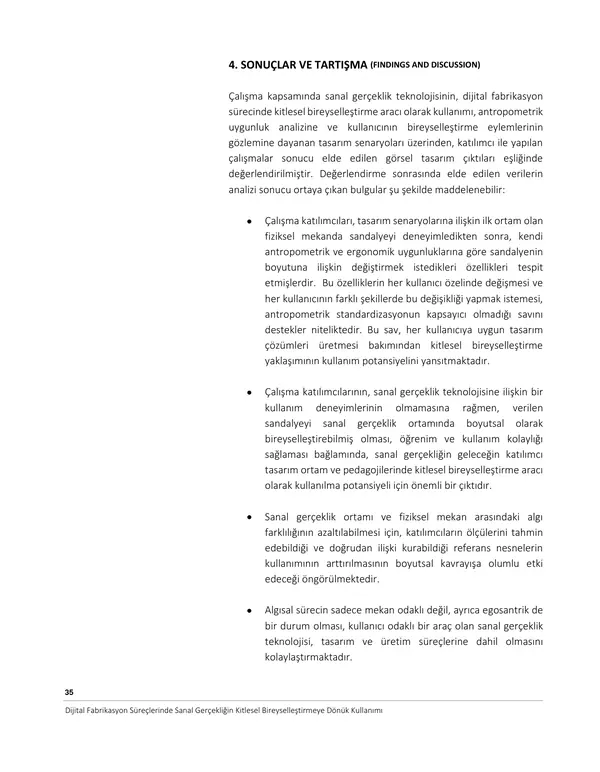 4. SONUÇLAR VE TARTIŞMA (FINDINGS AND DISCUSSION)
Çalışma kapsamında sanal gerçeklik teknolojisinin, dijital fabrikasyon
sürecinde kitlesel bireyselleştirme aracı olarak kullanımı, antropometrik
uygunluk analizine ve kullanıcının bireyselleştirme eylemlerinin
gözlemine dayanan tasarım senaryoları üzerinden, katılımcı ile yapılan
çalışmalar sonucu elde edilen görsel tasarım çıktıları eşliğinde
değerlendirilmiştir. Değerlendirme sonrasında elde edilen verilerin
analizi sonucu ortaya çıkan bulgular şu şekilde maddelenebilir:
● Çalışma katılımcıları, tasarım senaryolarına ilişkin ilk ortam olan
fiziksel mekanda sandalyeyi deneyimledikten sonra, kendi
antropometrik ve ergonomik uygunluklarına göre sandalyenin
boyutuna ilişkin değiştirmek istedikleri özellikleri tespit
etmişlerdir. Bu özelliklerin her kullanıcı özelinde değişmesi ve
her kullanıcının farklı şekillerde bu değişikliği yapmak istemesi,
antropometrik standardizasyonun kapsayıcı olmadığı savını
destekler niteliktedir. Bu sav, her kullanıcıya uygun tasarım
çözümleri üretmesi bakımından kitlesel bireyselleştirme
yaklaşımının kullanım potansiyelini yansıtmaktadır.
● Çalışma katılımcılarının, sanal gerçeklik teknolojisine ilişkin bir
kullanım deneyimlerinin olmamasına rağmen, verilen
sandalyeyi sanal gerçeklik ortamında boyutsal olarak
bireyselleştirebilmiş olması, öğrenim ve kullanım kolaylığı
sağlaması bağlamında, sanal gerçekliğin geleceğin katılımcı
tasarım ortam ve pedagojilerinde kitlesel bireyselleştirme aracı
olarak kullanılma potansiyeli için önemli bir çıktıdır.
● Sanal gerçeklik ortamı ve fiziksel mekan arasındaki algı
farklılığının azaltılabilmesi için, katılımcıların ölçülerini tahmin
edebildiği ve doğrudan ilişki kurabildiği referans nesnelerin
kullanımının arttırılmasının boyutsal kavrayışa olumlu etki
edeceği öngörülmektedir.
● Algısal sürecin sadece mekan odaklı değil, ayrıca egosantrik de
bir durum olması, kullanıcı odaklı bir araç olan sanal gerçeklik
teknolojisi, tasarım ve üretim süreçlerine dahil olmasını
kolaylaştırmaktadır.
35
Dijital Fabrikasyon Süreçlerinde Sanal Gerçekliğin Kitlesel Bireyselleştirmeye Dönük Kullanımı